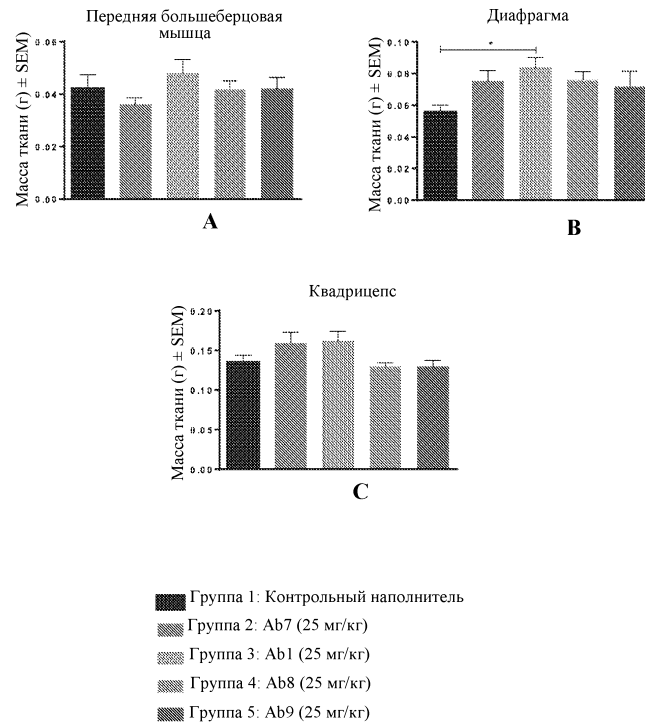 Передняя большеберцовая
мышца
Масса ткани (г) ± SEM)
0.06
0.04
0.02
0.00
A
Диафрагма
Масса ткани (г) ± SEM)
0.10
0.08
0.06
0.04
0.02
0.00
*
B
Квадрицепс
Масса ткани (г) ± SEM)
0.20
0.15
0.10
0.05
0.00
C
Группа 1: Контрольный наполнитель
Группа 2: Ab7 (25 мг/кг)
Группа 3: Ab1 (25 мг/кг)
Группа 4: Ab8 (25 мг/кг)
Группа 5: Ab9 (25 мг/кг)